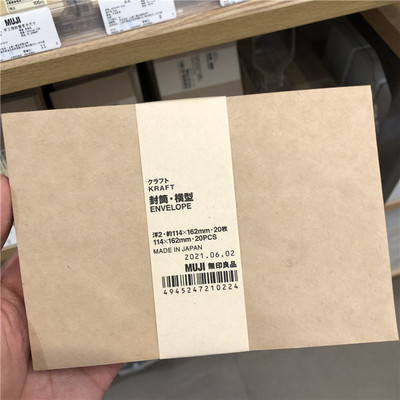 MUJI
クラフト
KRAFT
封筒・横型
ENVELOPE
洋2・約114×162mm・20枚
114×162mm・20PCS
MADE IN JAPAN
2021.06.02
MUJI 無印良品
4945247210224